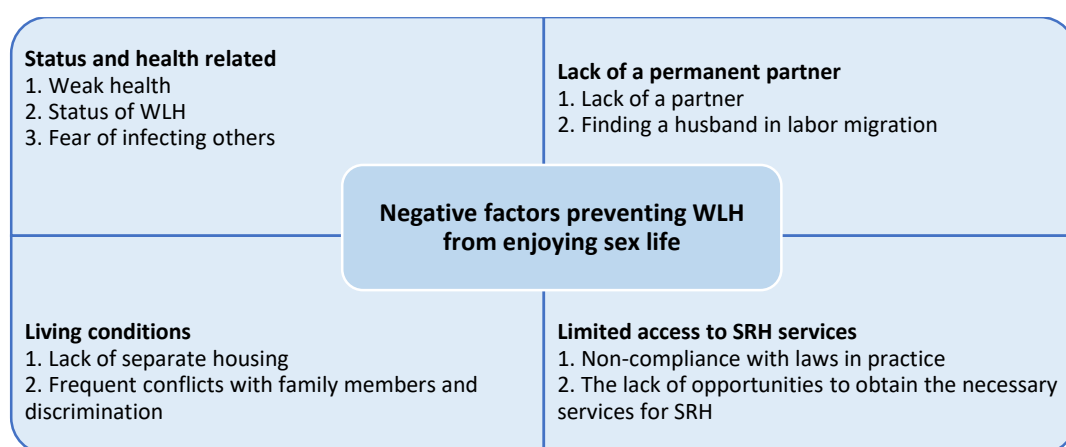 Status and health related
1. Weak health
2. Status of WLH
3. Fear of infecting others
Lack of a permanent partner
1. Lack of a partner
2. Finding a husband in labor migration
Negative factors preventing WLH
from enjoying sex life
Living conditions
1. Lack of separate housing
2. Frequent conflicts with family members and
discrimination
Limited access to SRH services
1. Non-compliance with laws in practice
2. The lack of opportunities to obtain the necessary
services for SRH